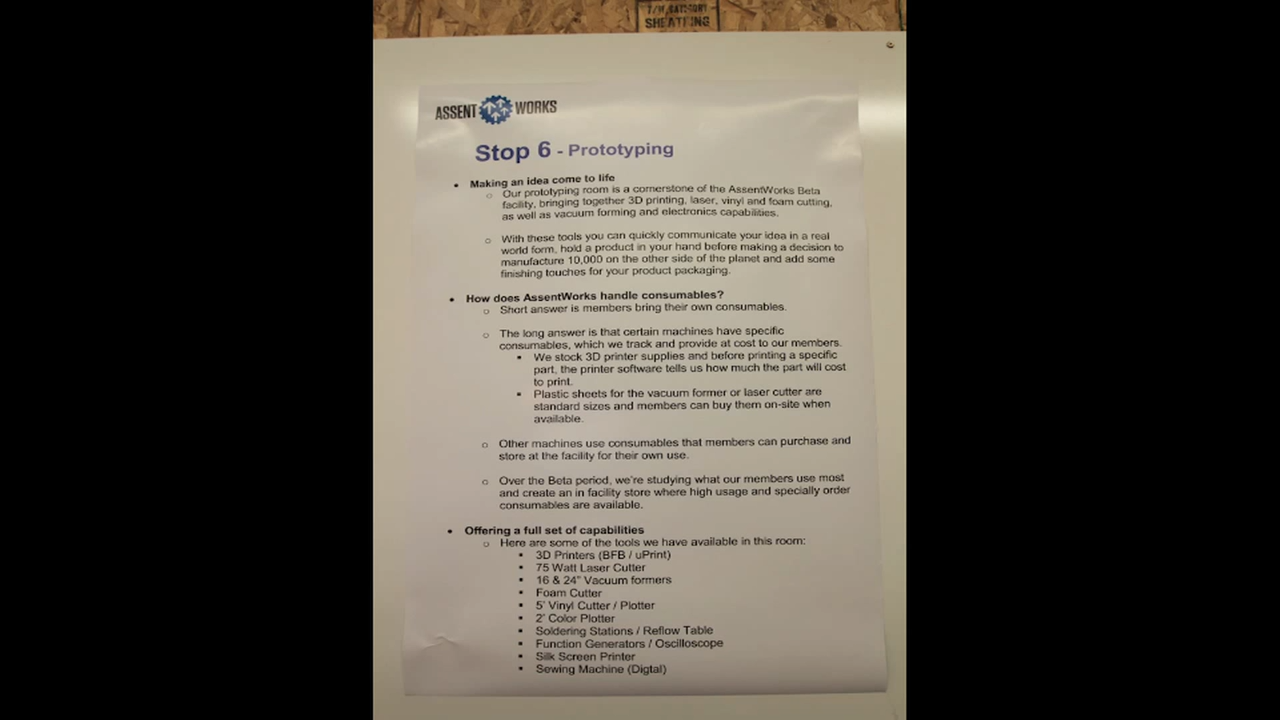 SHEATHING
ASSENT WORKS
Stop 6 - Prototyping
• Making an idea come to life
o Our prototyping room is a cornerstone of the AssentWorks Beta
facility, bringing together 3D printing, laser, vinyl and foam cutting,
as well as vacuum forming and electronics capabilities.
o With these tools you can quickly communicate your idea in a real
world form, hold a product in your hand before making a decision to
manufacture 10,000 on the other side of the planet and add some
finishing touches for your product packaging.
• How does AssentWorks handle consumables?
o Short answer is members bring their own consumables.
o The long answer is that certain machines have specific
consumables, which we track and provide at cost to our members.
▪ We stock 3D printer supplies and before printing a specific
part, the printer software tells us how much the part will cost
to print.
▪ Plastic sheets for the vacuum former or laser cutter are
standard sizes and members can buy them on-site when
available.
o Other machines use consumables that members can purchase and
store at the facility for their own use.
o Over the Beta period, we're studying what our members use most
and create an in facility store where high usage and specially order
consumables are available.
• Offering a full set of capabilities
o Here are some of the tools we have available in this room:
▪ 3D Printers (BFB / uPrint)
▪ 75 Watt Laser Cutter
▪ 16 & 24" Vacuum formers
▪ Foam Cutter
▪ 5' Vinyl Cutter / Plotter
▪ 2' Color Plotter
▪ Soldering Stations / Reflow Table
▪ Function Generators / Oscilloscope
▪ Silk Screen Printer
▪ Sewing Machine (Digtal)